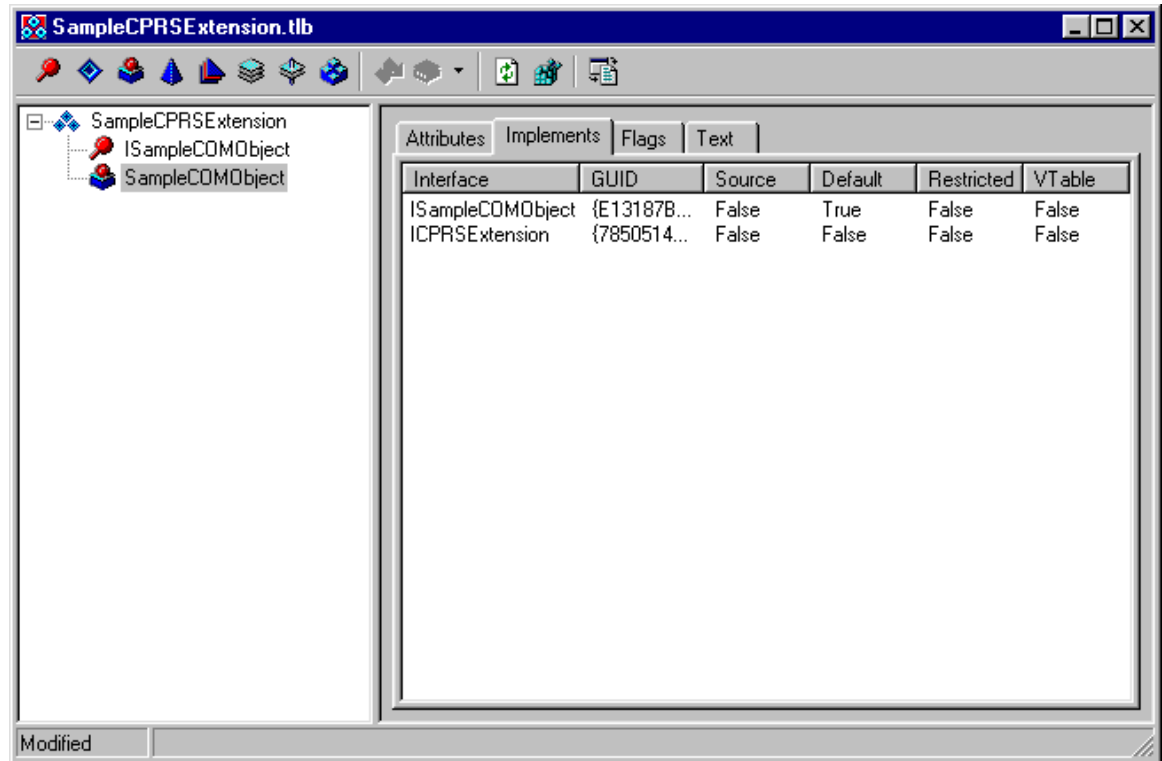 SampleCPRSExtension.tlb
SampleCPRSExtension
ISampleCOMObject
SampleCOMObject
Attributes Implements Flags Text
Interface GUID Source Default Restricted VTable
ISampleCOMObject {E13187B... False True False False
ICPRSExtension {7850514... False False False False
Modified